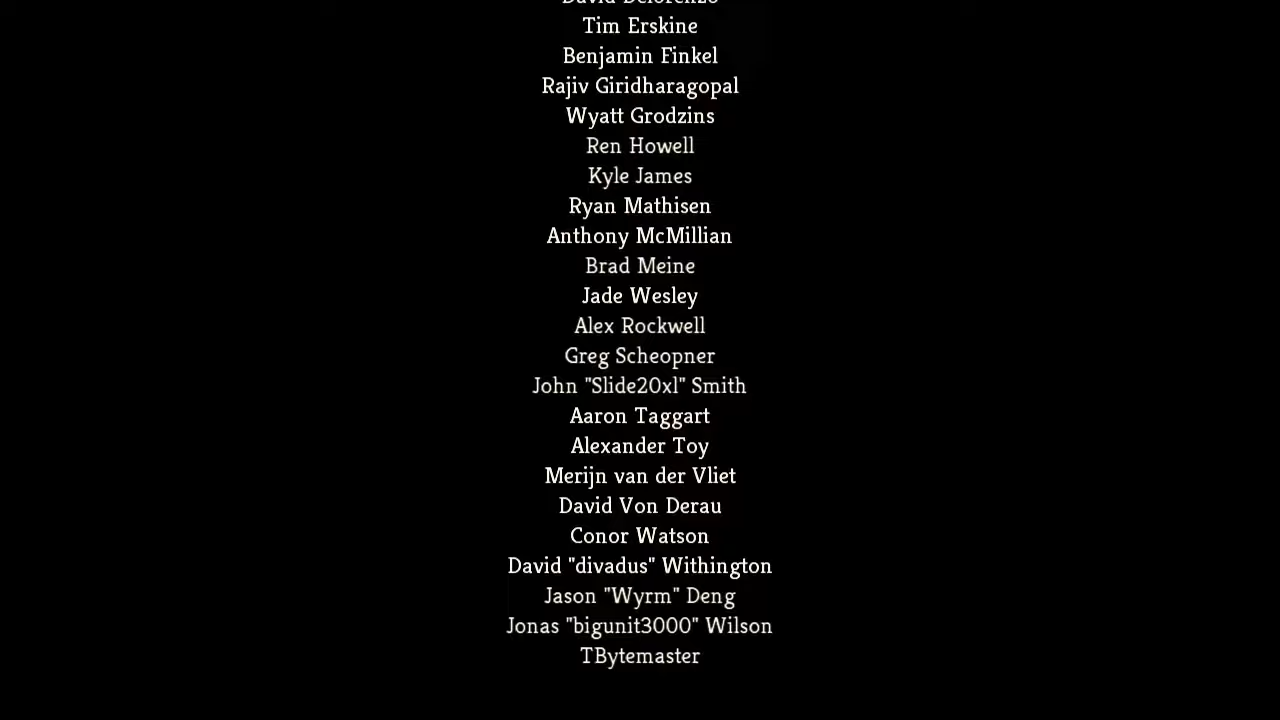 David Delorenzo
Tim Erskine
Benjamin Finkel
Rajiv Giridharagopal
Wyatt Grodzins
Ren Howell
Kyle James
Ryan Mathisen
Anthony McMillian
Brad Meine
Jade Wesley
Alex Rockwell
Greg Scheopner
John "Slide20xl" Smith
Aaron Taggart
Alexander Toy
Merijn van der Vliet
David Von Derau
Conor Watson
David "divadus" Withington
Jason "Wyrm" Deng
Jonas "bigunit3000" Wilson
TBytemaster